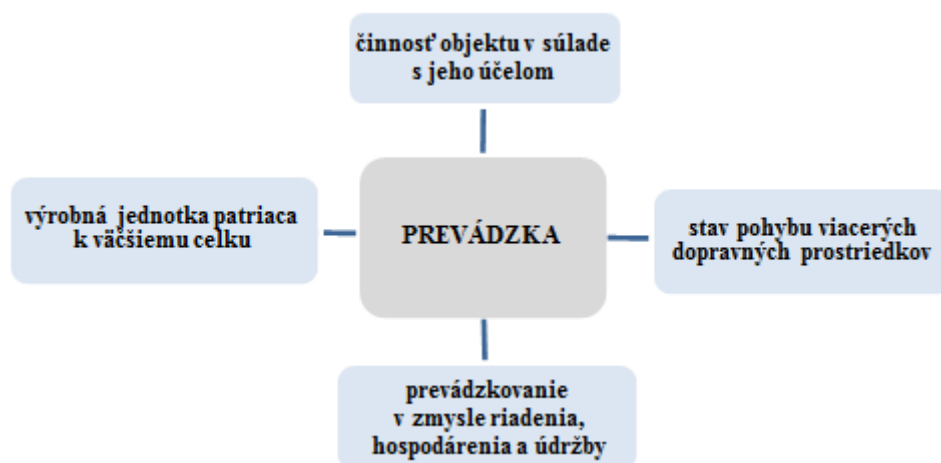 činnosť objektu v súlade
s jeho účelom
výrobná jednotka patriaca
k väčšiemu celku
PREVÁDZKA
stav pohybu viacerých
dopravných prostriedkov
prevádzkovanie
v zmysle riadenia,
hospodárenia a údržby